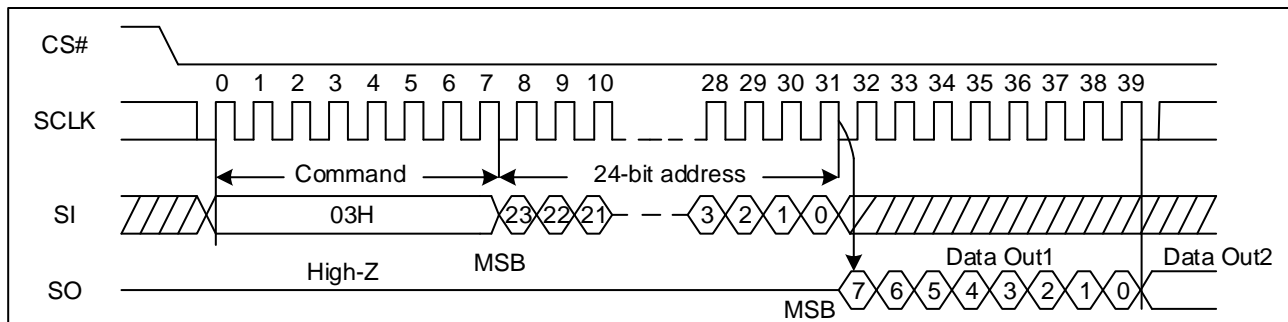 CS#
0 1 2 3 4 5 6 7 8 9 10 28 29 30 31 32 33 34 35 36 37 38 39
SCLK
Command 24-bit address
SI 03H 23 22 21 3 2 1 0
High-Z MSB Data Out1 Data Out2
SO MSB 7 6 5 4 3 2 1 0